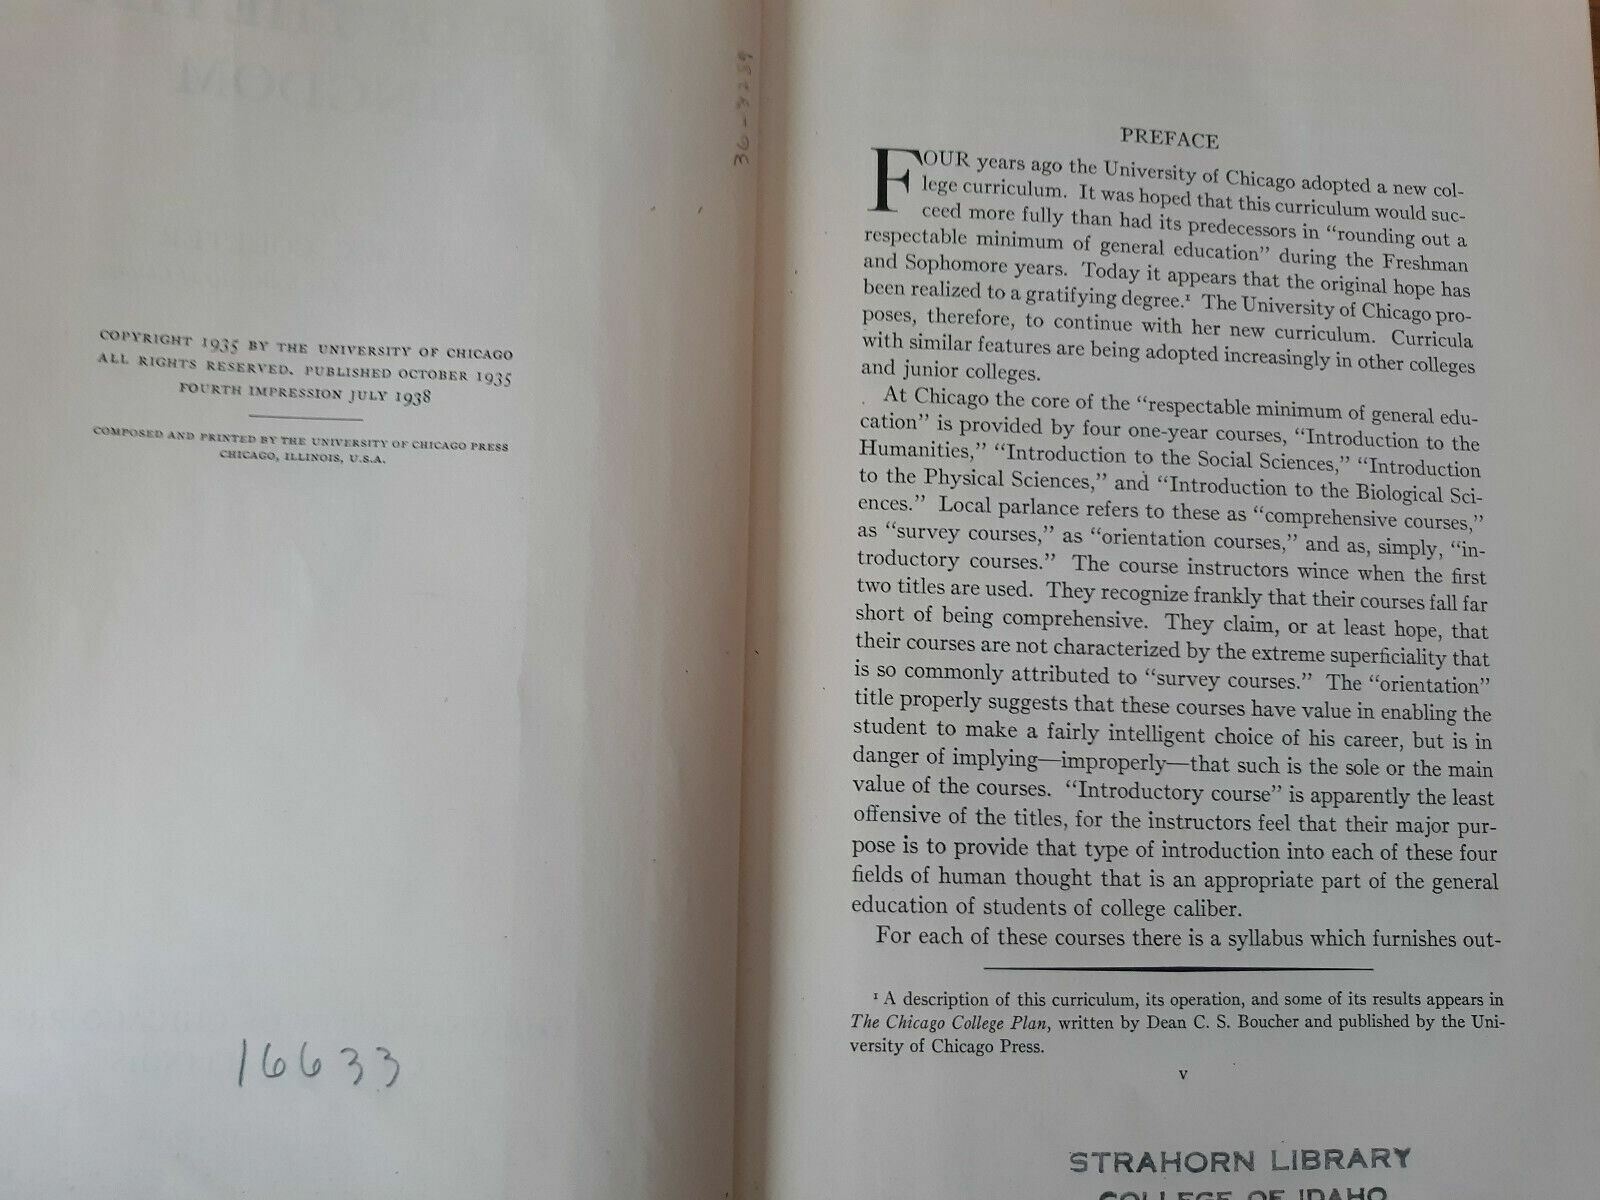 36-3259
COPYRIGHT 1935 BY THE UNIVERSITY OF CHICAGO
ALL RIGHTS RESERVED. PUBLISHED OCTOBER 1935
FOURTH IMPRESSION JULY 1938
COMPOSED AND PRINTED BY THE UNIVERSITY OF CHICAGO PRESS
CHICAGO, ILLINOIS, U.S.A.
16633
PREFACE
FOUR years ago the University of Chicago adopted a new col-
lege curriculum. It was hoped that this curriculum would suc-
ceed more fully than had its predecessors in “rounding out a
respectable minimum of general education” during the Freshman
and Sophomore years. Today it appears that the original hope has
been realized to a gratifying degree.¹ The University of Chicago pro-
poses, therefore, to continue with her new curriculum. Curricula
with similar features are being adopted increasingly in other colleges
and junior colleges.
At Chicago the core of the “respectable minimum of general edu-
cation” is provided by four one-year courses, “Introduction to the
Humanities,” “Introduction to the Social Sciences,” “Introduction
to the Physical Sciences,” and “Introduction to the Biological Sci-
ences.” Local parlance refers to these as “comprehensive courses,”
as “survey courses,” as “orientation courses,” and as, simply, “in-
troductory courses.” The course instructors wince when the first
two titles are used. They recognize frankly that their courses fall far
short of being comprehensive. They claim, or at least hope, that
their courses are not characterized by the extreme superficiality that
is so commonly attributed to “survey courses.” The “orientation”
title properly suggests that these courses have value in enabling the
student to make a fairly intelligent choice of his career, but is in
danger of implying—improperly—that such is the sole or the main
value of the courses. “Introductory course” is apparently the least
offensive of the titles, for the instructors feel that their major pur-
pose is to provide that type of introduction into each of these four
fields of human thought that is an appropriate part of the general
education of students of college caliber.
For each of these courses there is a syllabus which furnishes out-
¹ A description of this curriculum, its operation, and some of its results appears in
The Chicago College Plan, written by Dean C. S. Boucher and published by the Uni-
versity of Chicago Press.
v
STRAHORN LIBRARY
COLLEGE OF IDAHO